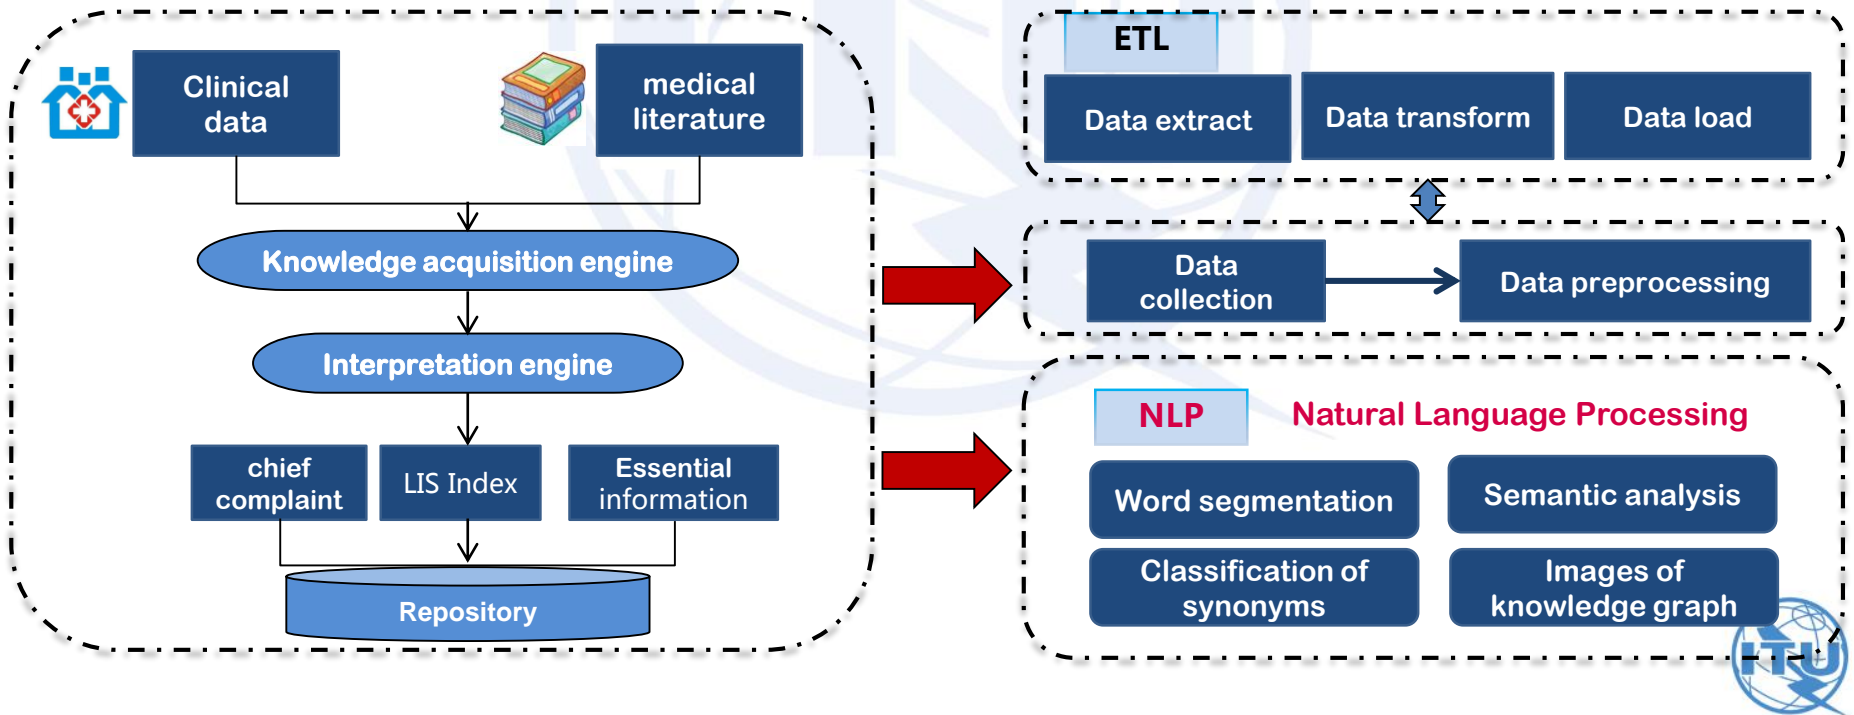 Clinical
data
medical
literature
Knowledge acquisition engine
Interpretation engine
chief
complaint
LIS Index
Essential
information
Repository
ETL
Data extract
Data transform
Data load
Data
collection
Data preprocessing
NLP
Natural Language Processing
Word segmentation
Semantic analysis
Classification of
synonyms
Images of
knowledge graph
ITU